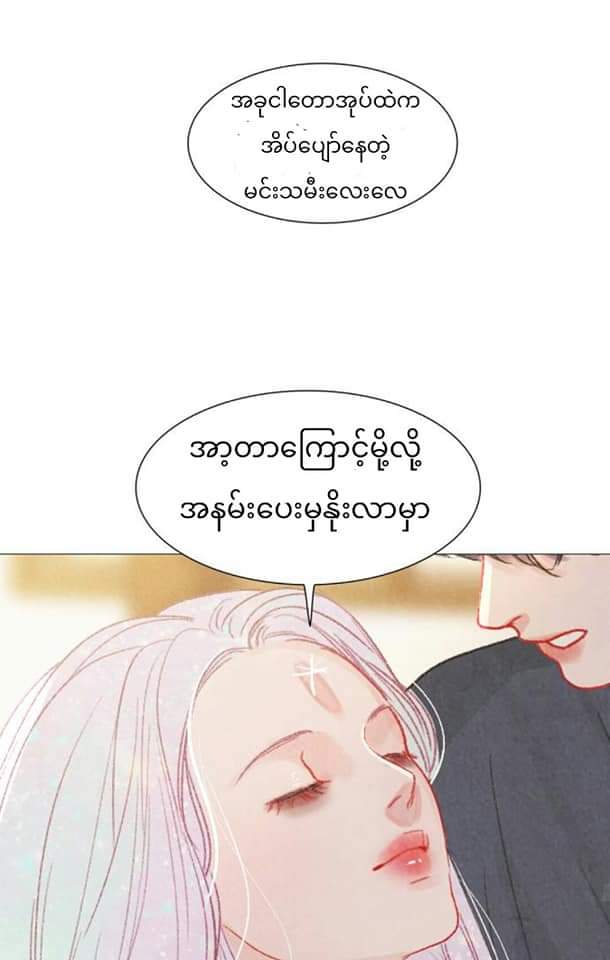 အခုငါတောအုပ်ထဲက
အိပ်ပျော်နေတဲ့
မင်းသမီးလေးလေ
အာ့တာကြောင့်မို့လို့
အနမ်းပေးမှနိုးလာမှာ